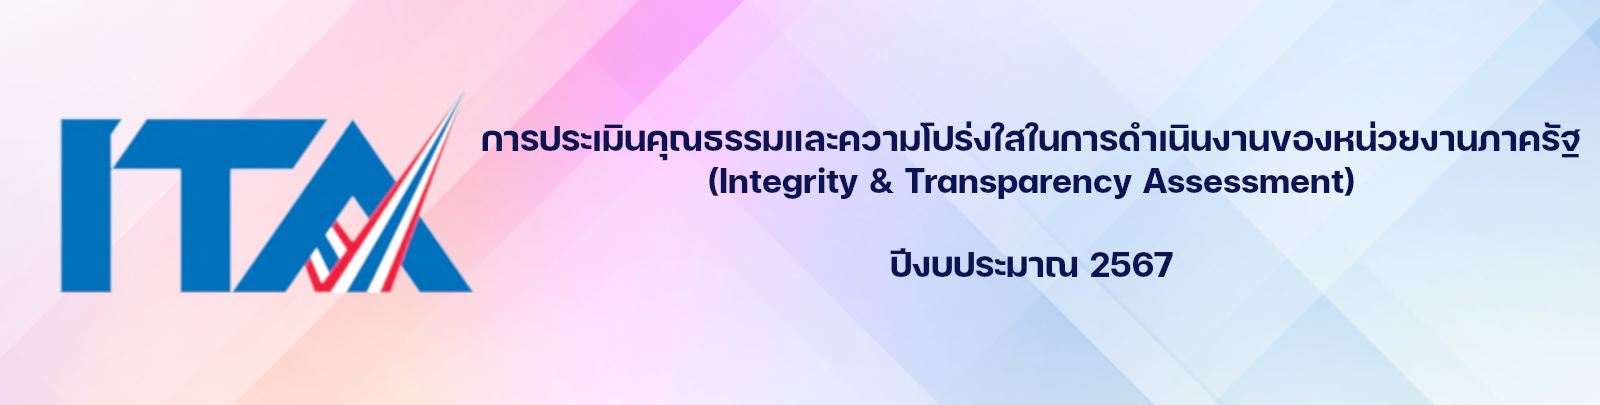 ITA
การประเมินคุณธรรมและความโปร่งใสในการดำเนินงานของหน่วยงานภาครัฐ
(Integrity & Transparency Assessment)
ปีงบประมาณ 2567